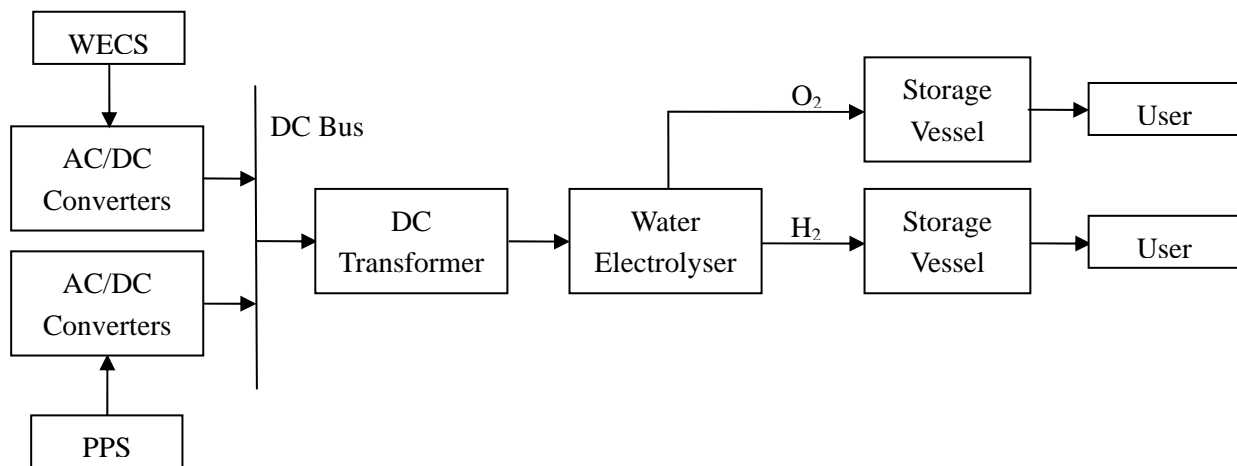 WECS
AC/DC
Converters
DC Bus
AC/DC
Converters
PPS
DC
Transformer
Water
Electrolyser
O₂
Storage
Vessel
User
H₂
Storage
Vessel
User